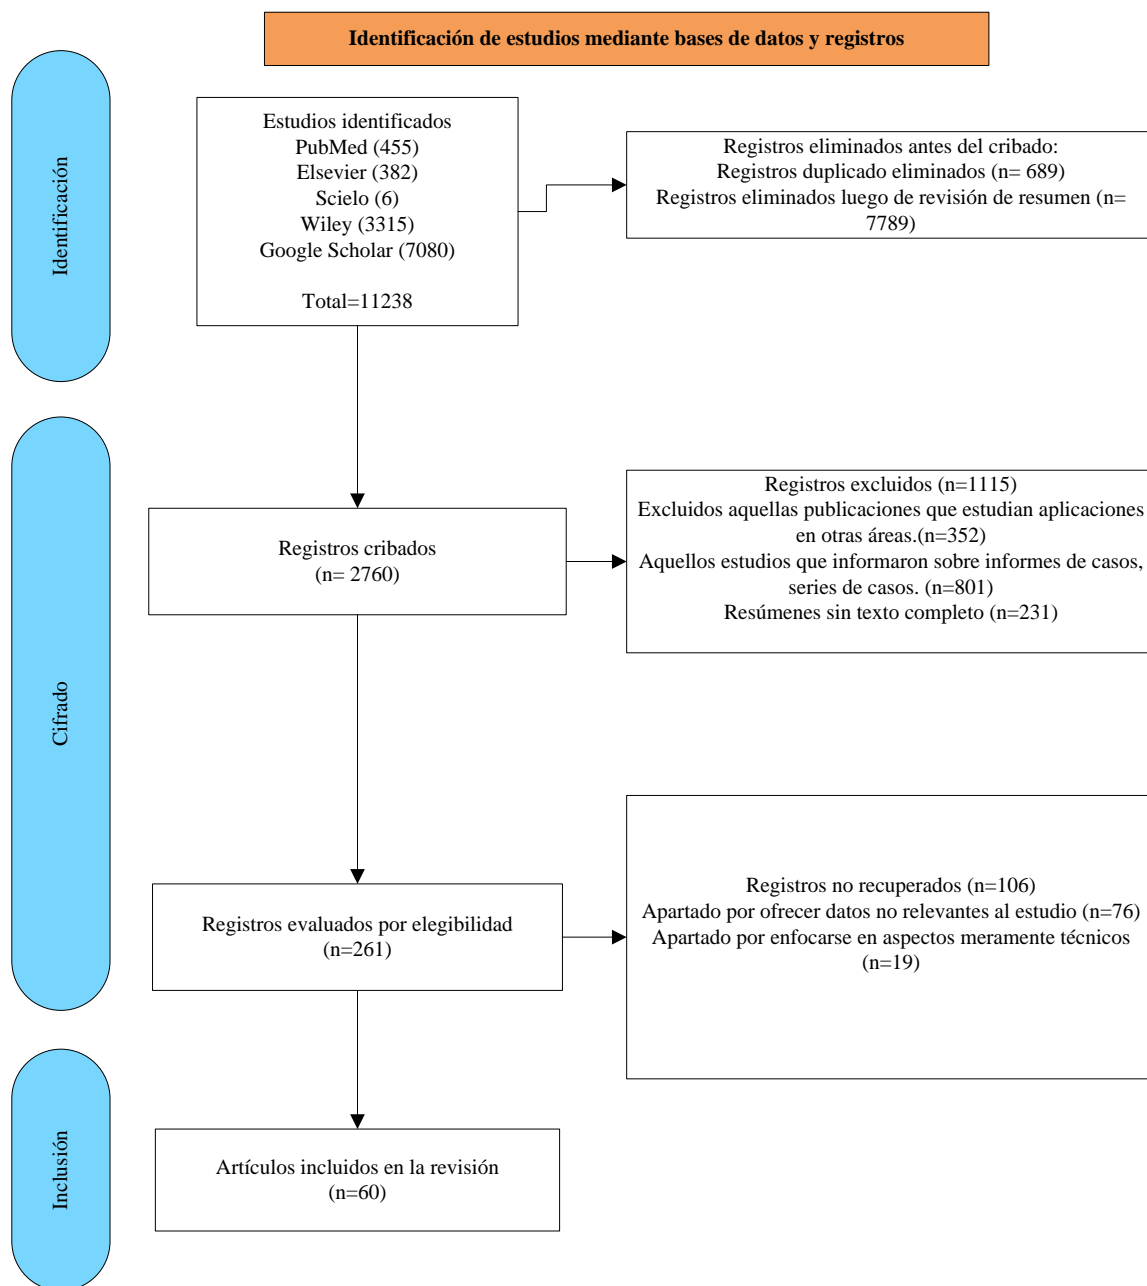 Identificación de estudios mediante bases de datos y registros
Identificación
Estudios identificados
PubMed (455)
Elsevier (382)
Scielo (6)
Wiley (3315)
Google Scholar (7080)
Total=11238
Registros eliminados antes del cribado:
Registros duplicado eliminados (n= 689)
Registros eliminados luego de revisión de resumen (n=
7789)
Cifrado
Registros cribados
(n= 2760)
Registros excluidos (n=1115)
Excluidos aquellas publicaciones que estudian aplicaciones
en otras áreas.(n=352)
Aquellos estudios que informaron sobre informes de casos,
series de casos. (n=801)
Resúmenes sin texto completo (n=231)
Registros evaluados por elegibilidad
(n=261)
Registros no recuperados (n=106)
Apartado por ofrecer datos no relevantes al estudio (n=76)
Apartado por enfocarse en aspectos meramente técnicos
(n=19)
Inclusión
Artículos incluidos en la revisión
(n=60)